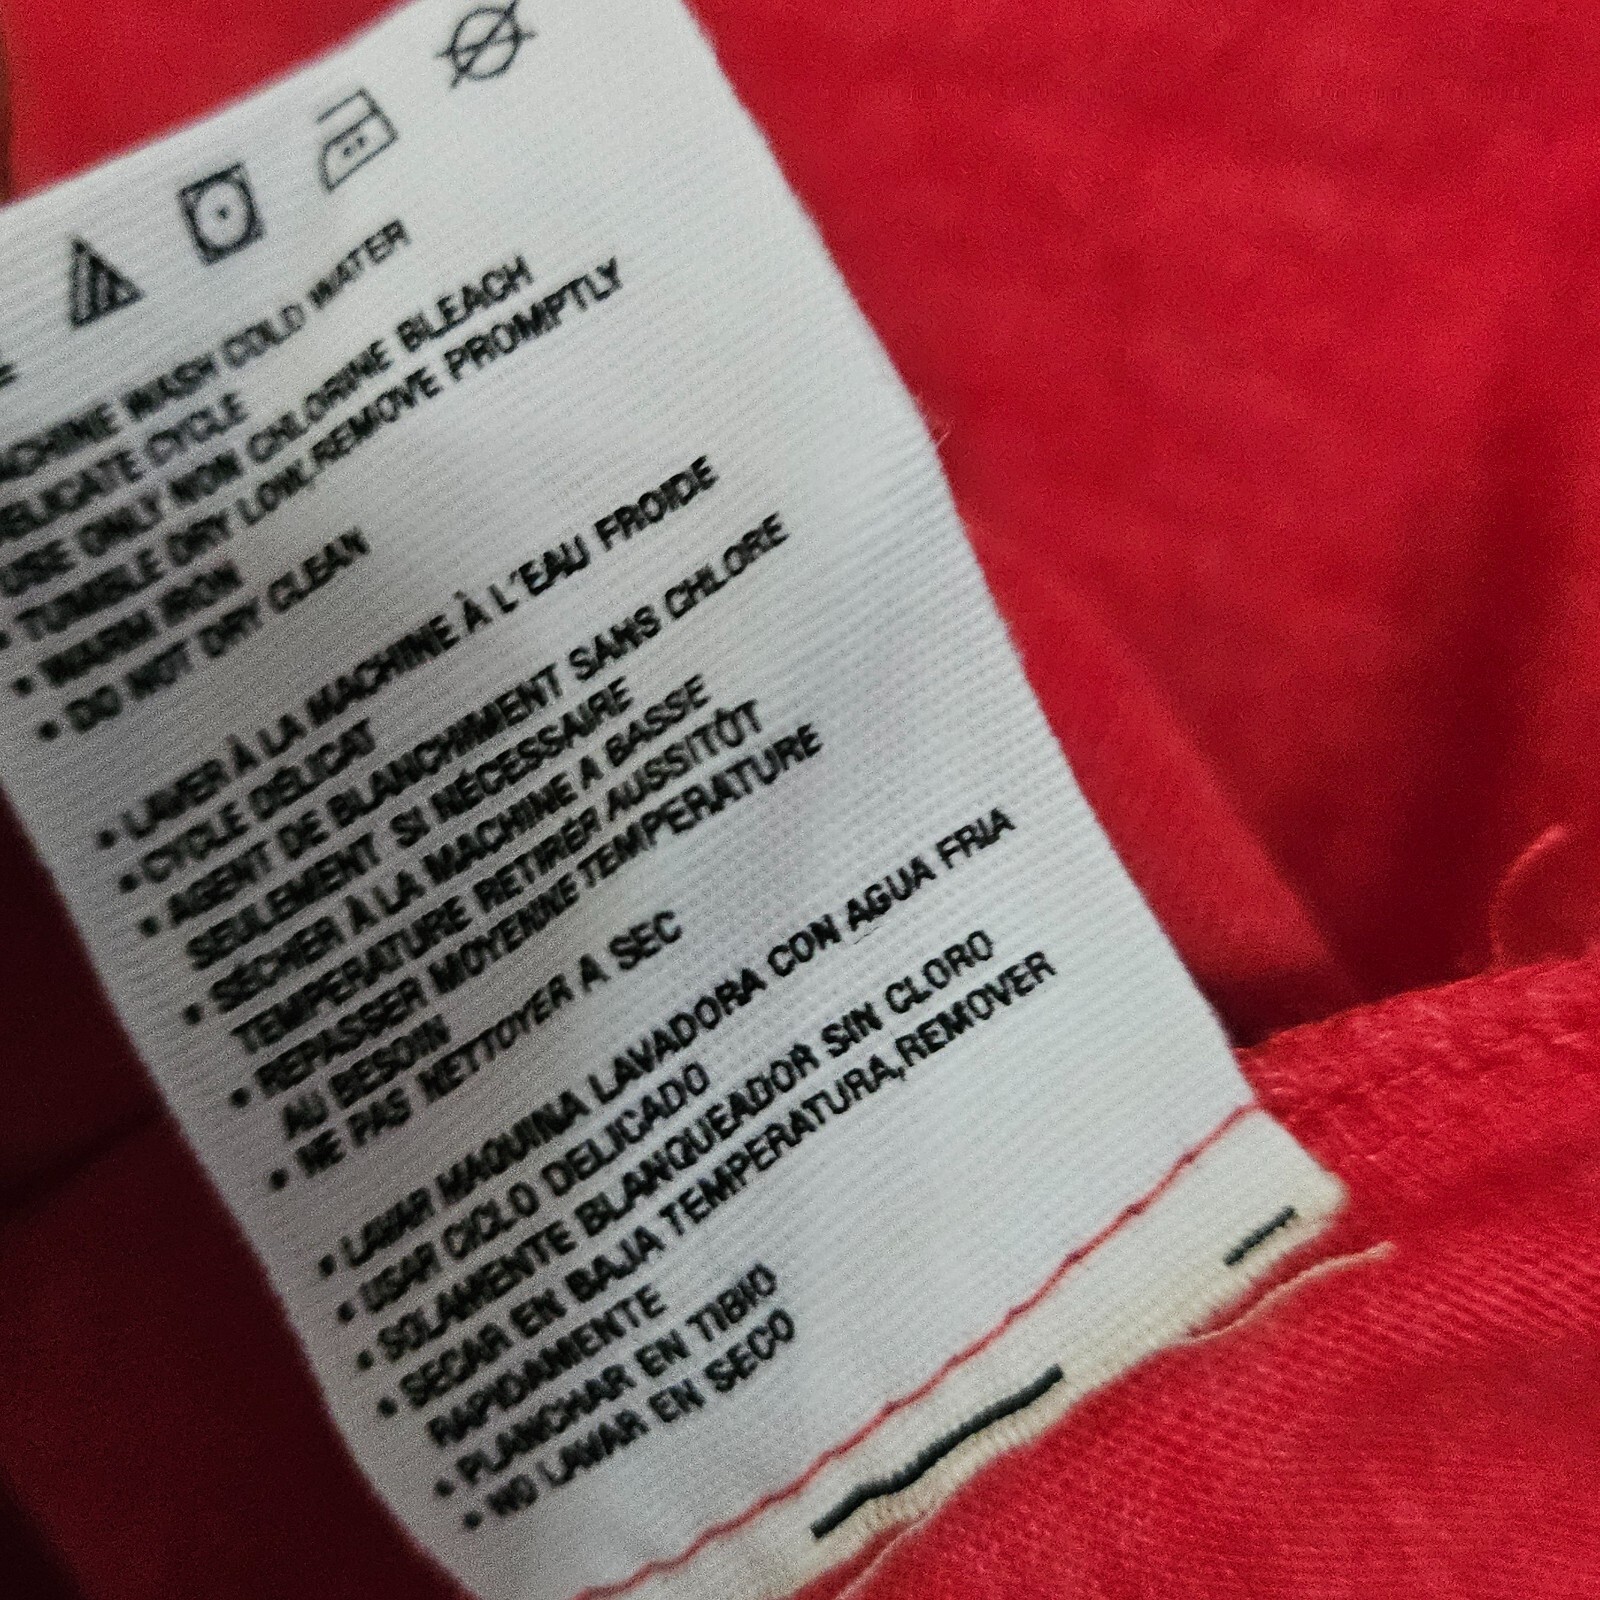 ACHINE WASH COLD WATER
ELICATE CYCLE
USE ONLY NON CHLORINE BLEACH
• TUMBLE DRY LOW,REMOVE PROMPTLY
• WARM IRON
• DO NOT DRY CLEAN
• LAVER À LA MACHINE À L'EAU FROIDE
• CYCLE DÉLICAT
• AGENT DE BLANCHIMENT SANS CHLORE
SEULEMENT SI NÉCESSAIRE
• SÉCHER À LA MACHINE A BASSE
TEMPERATURE RETIRER AUSSITÔT
• REPASSER MOYENNE TEMPERATURE
AU BESOIN
• NE PAS NETTOYER A SEC
• LAVAR MAQUINA LAVADORA CON AGUA FRIA
• USAR CICLO DELICADO
• SOLAMENTE BLANQUEADOR SIN CLORO
• SECAR EN BAJA TEMPERATURA,REMOVER
RAPIDAMENTE
• PLANCHAR EN TIBIO
• NO LAVAR EN SECO